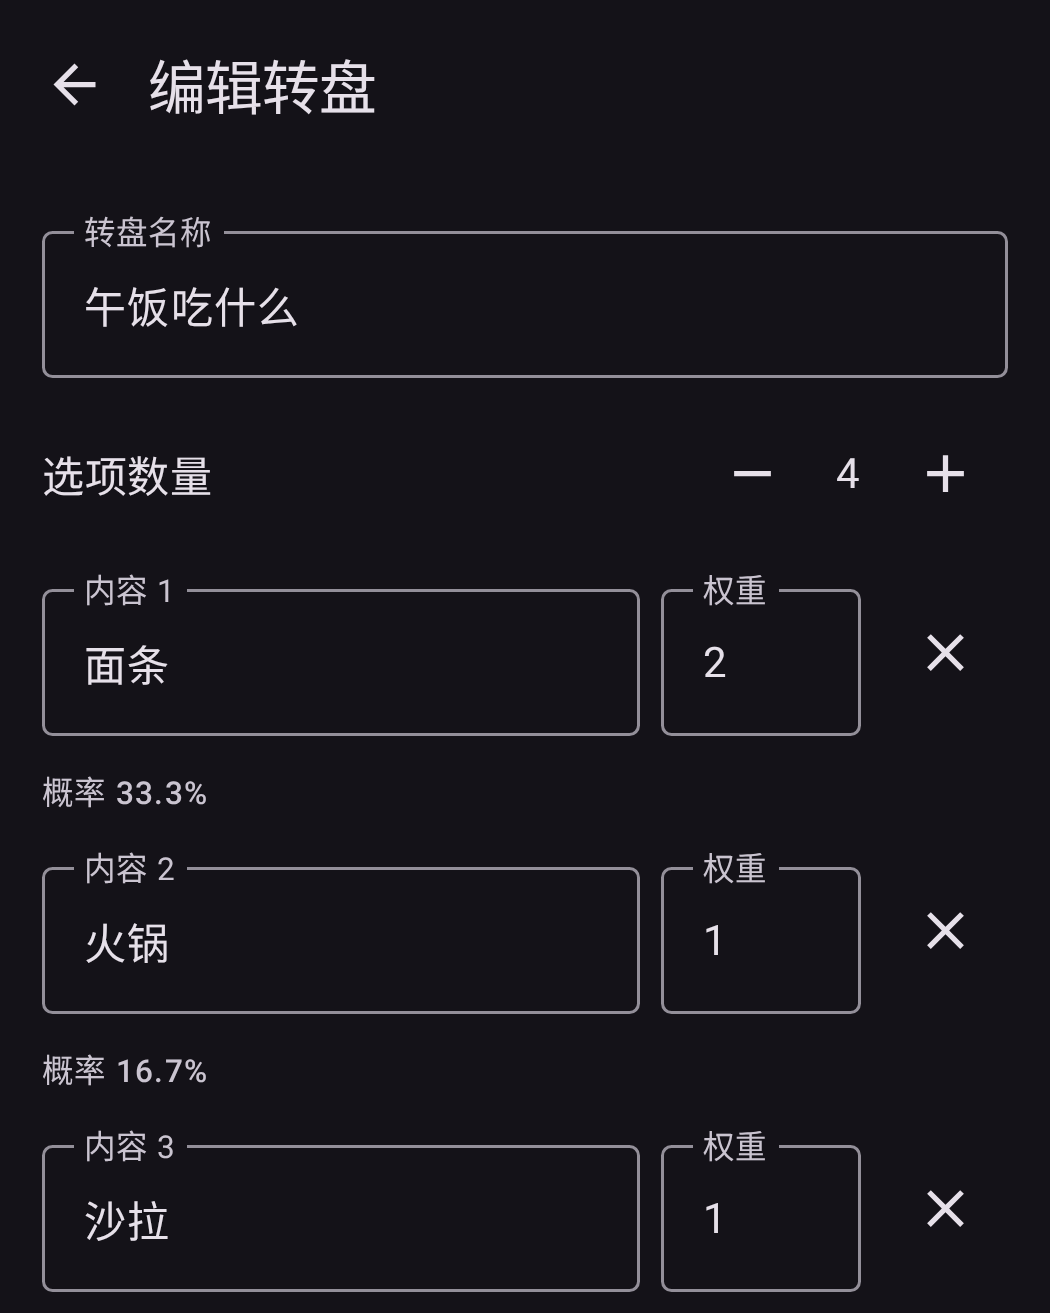 编辑转盘
转盘名称
午饭吃什么
选项数量 4
内容 1 权重
面条 2
概率 33.3%
内容 2 权重
火锅 1
概率 16.7%
内容 3 权重
沙拉 1